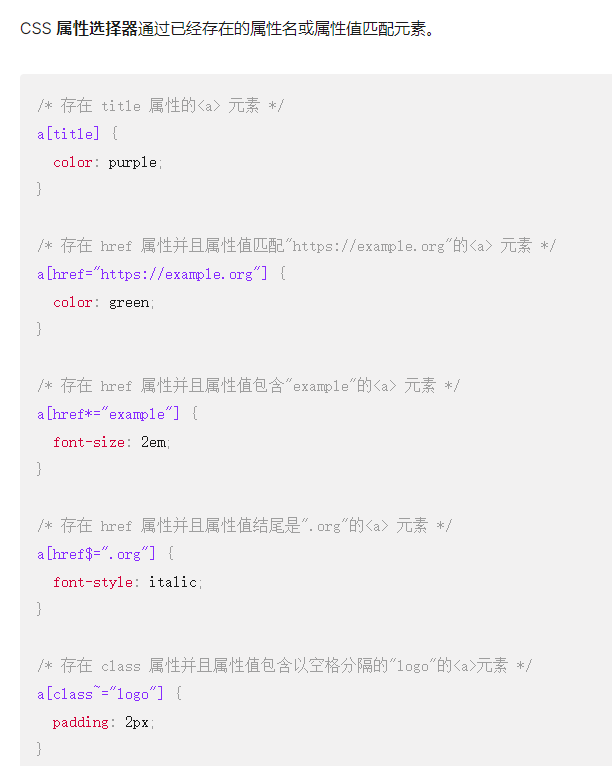 CSS 属性选择器通过已经存在的属性名或属性值匹配元素。
/* 存在 title 属性的<a> 元素 */
a[title] {
  color: purple;
}
/* 存在 href 属性并且属性值匹配"https://example.org"的<a> 元素 */
a[href="https://example.org"] {
  color: green;
}
/* 存在 href 属性并且属性值包含"example"的<a> 元素 */
a[href*="example"] {
  font-size: 2em;
}
/* 存在 href 属性并且属性值结尾是".org"的<a> 元素 */
a[href$=".org"] {
  font-style: italic;
}
/* 存在 class 属性并且属性值包含以空格分隔的"logo"的<a>元素 */
a[class~="logo"] {
  padding: 2px;
}